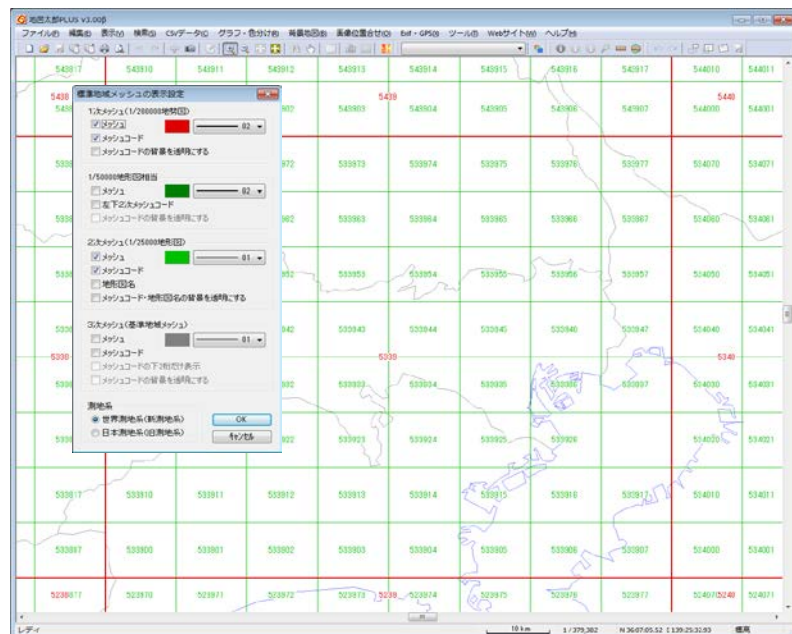 地図太郎PLUS v3.00β
ファイル(F) 編集(E) 表示(V) 検索(S) CSVデータ(C) グラフ・色分け(B) 背景地図(B) 画像位置合せ(Q) Exif・GPS(X) ツール(T) Webサイト(W) ヘルプ(H)
543910 543911 543912 543913 543914 543915 543916 543917 544010 544011
5438 5439 5440
標準地域メッシュの表示設定
543903 543904 543905 543906 543907 544000 544001
1次メッシュ(1/200000地勢図)
メッシュ 02
メッシュコード
メッシュコードの背景を透明にする
533973 533974 533975 533976 533977 534070 534071
1/50000地形図相当
メッシュ 02
左下2次メッシュコード
メッシュコードの背景を透明にする
533963 533964 533965 533966 533967 534060 534061
2次メッシュ(1/25000地形図)
メッシュ 01
メッシュコード
地形図名
メッシュコード・地形図名の背景を透明にする
533953 533954 533955 533956 533957 534050 534051
3次メッシュ(基準地域メッシュ)
メッシュ 01
メッシュコード
メッシュコードの下2桁だけ表示
メッシュコードの背景を透明にする
533943 533944 533945 533946 533947 534040 534041
5338 5339 5340
533933 533934 533935 533936 533937 534030 534031
測地系
世界測地系(新測地系) OK
日本測地系(旧測地系) キャンセル
533923 533924 533925 533926 534020 534021
533817 533910 533911 533912 533913 533914 533915 533916 533917 534010 534011
533807 533900 533901 533902 533903 533904 533905 533906 533907 534000 534001
523970 523971 523972 523973 5239 523974 523975 523976 523977 524070 5240 524071
レディ 10 km 1 / 379,382 N 36:07:05.52 E 139:25:32.93 標高